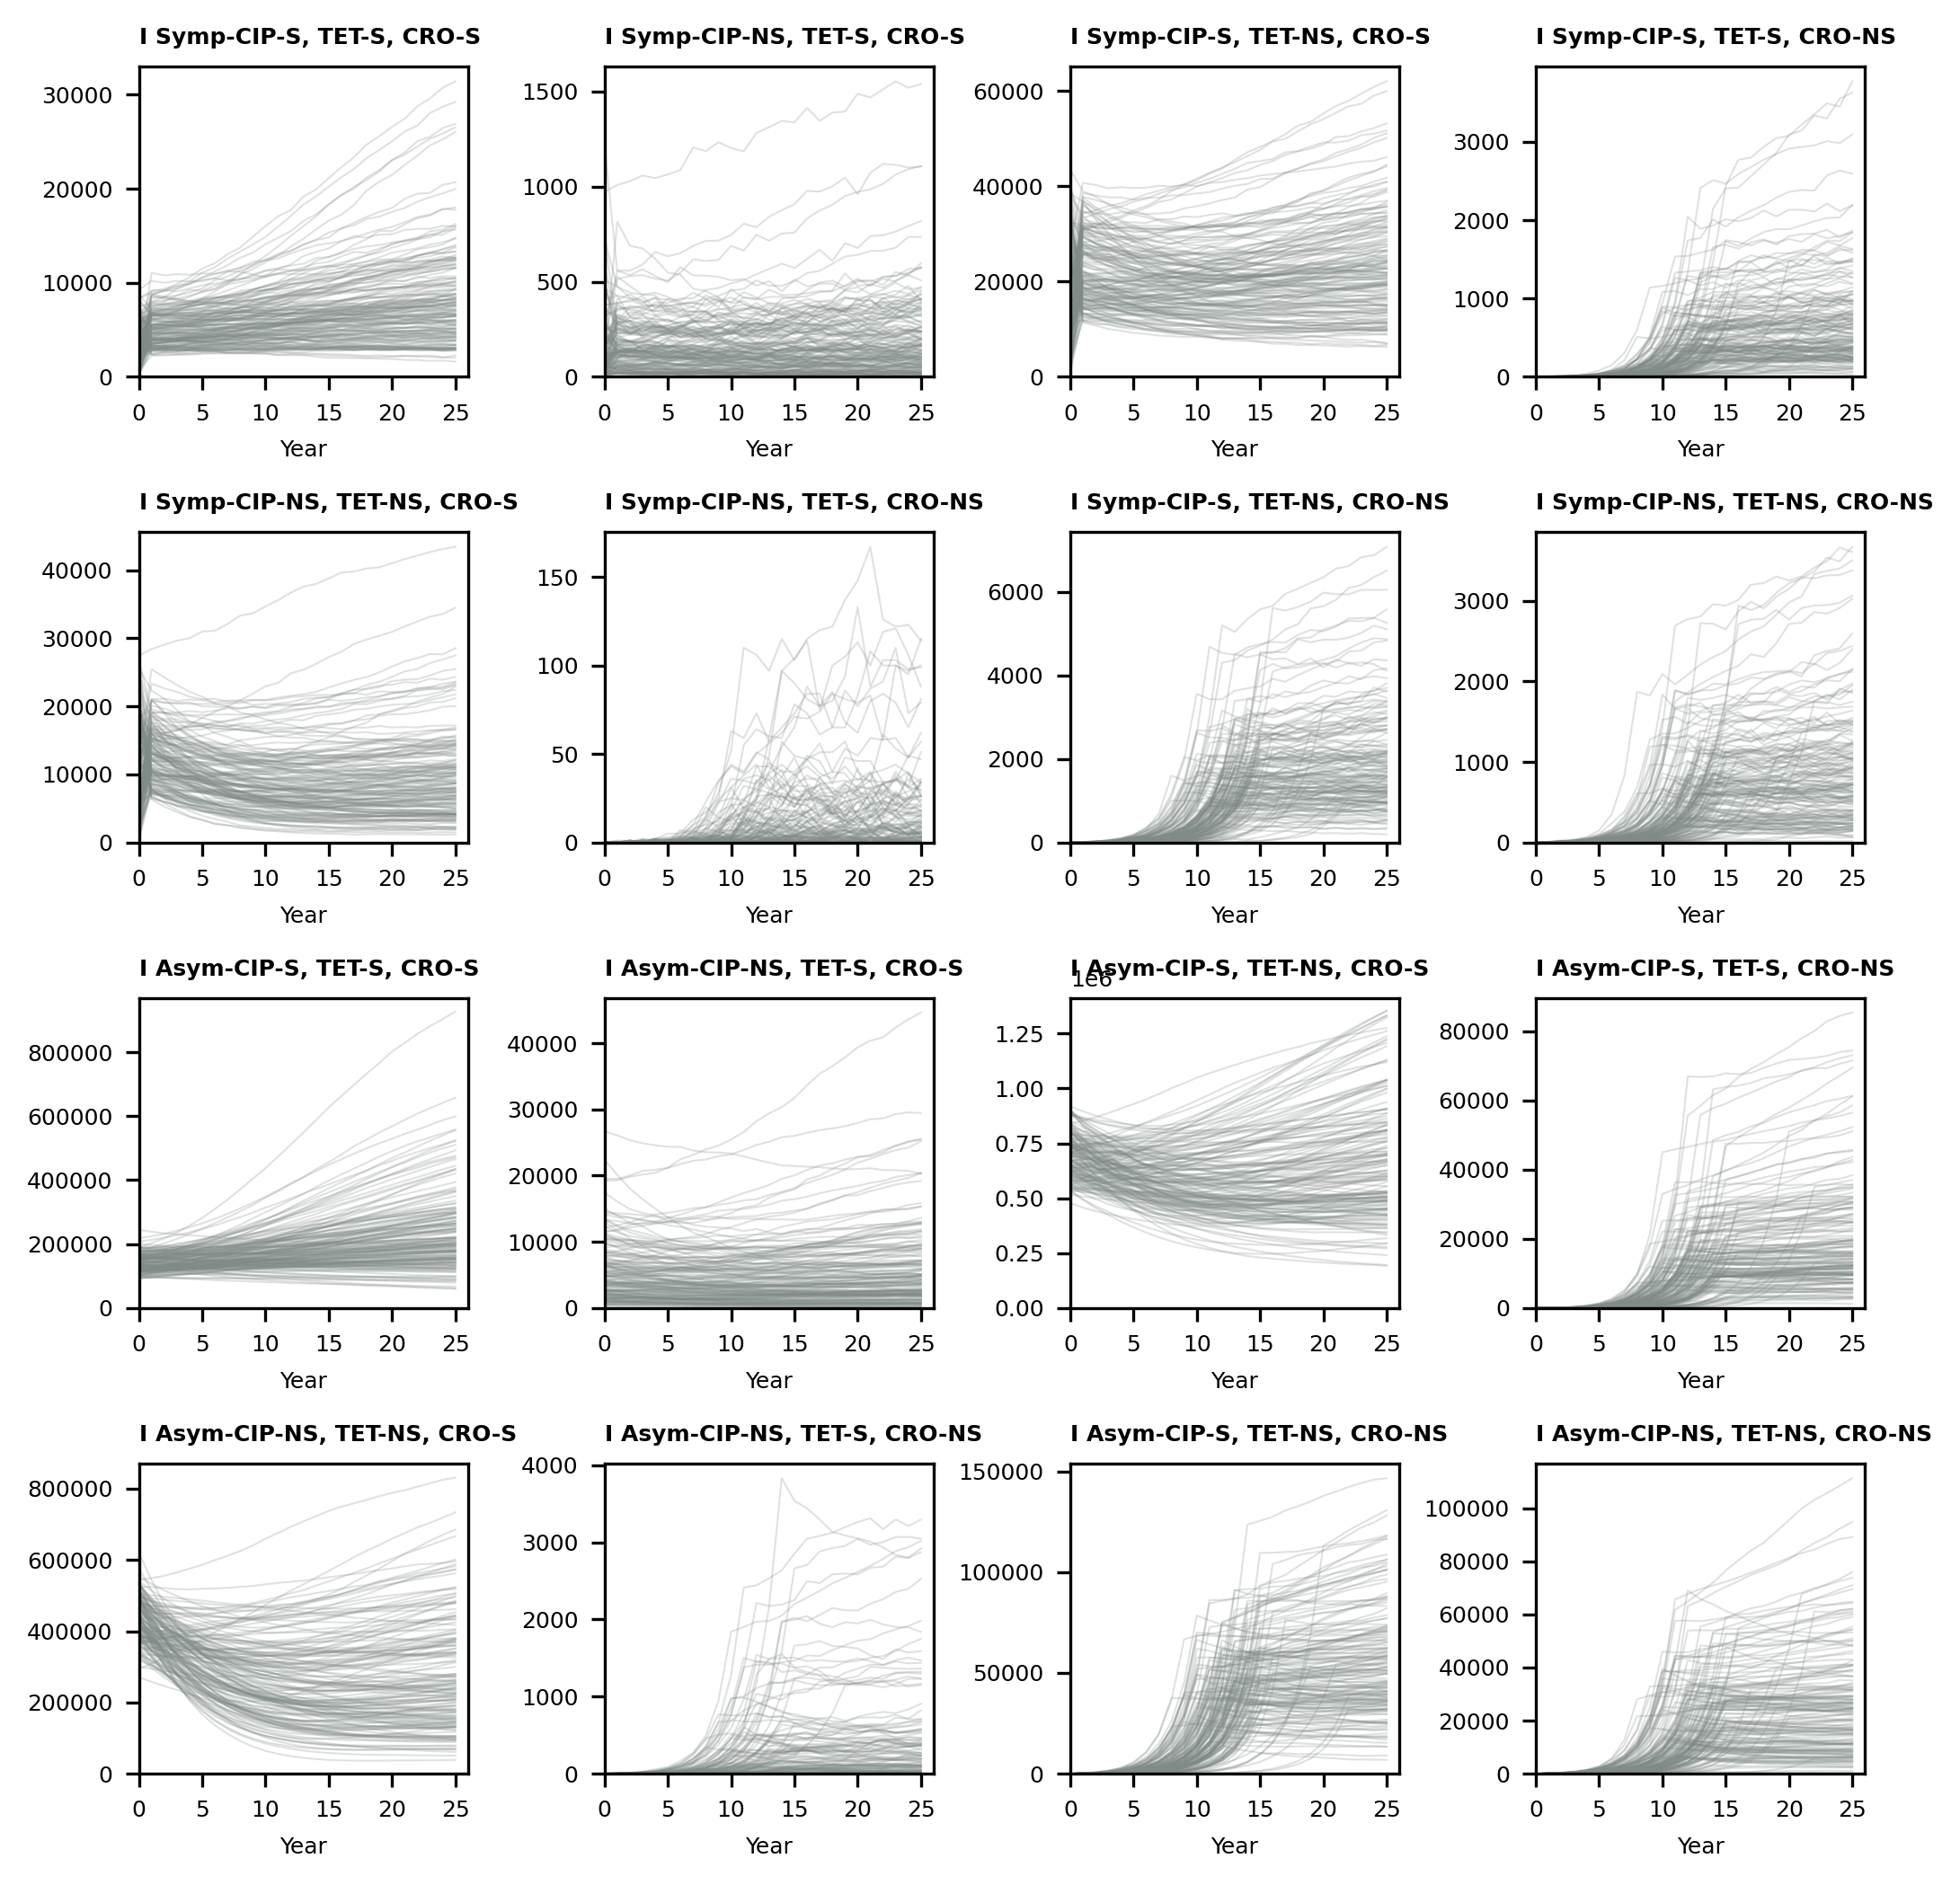 I Symp-CIP-S, TET-S, CRO-S
I Symp-CIP-NS, TET-S, CRO-S
I Symp-CIP-S, TET-NS, CRO-S
I Symp-CIP-S, TET-S, CRO-NS
30000
20000
10000
0
0 5 10 15 20 25
Year
1500
1000
500
0
0 5 10 15 20 25
Year
60000
40000
20000
0
0 5 10 15 20 25
Year
3000
2000
1000
0
0 5 10 15 20 25
Year
I Symp-CIP-NS, TET-NS, CRO-S
I Symp-CIP-NS, TET-S, CRO-NS
I Symp-CIP-S, TET-NS, CRO-NS
I Symp-CIP-NS, TET-NS, CRO-NS
40000
30000
20000
10000
0
0 5 10 15 20 25
Year
150
100
50
0
0 5 10 15 20 25
Year
6000
4000
2000
0
0 5 10 15 20 25
Year
3000
2000
1000
0
0 5 10 15 20 25
Year
I Asym-CIP-S, TET-S, CRO-S
I Asym-CIP-NS, TET-S, CRO-S
I Asym-CIP-S, TET-NS, CRO-S
I Asym-CIP-S, TET-S, CRO-NS
800000
600000
400000
200000
0
0 5 10 15 20 25
Year
40000
30000
20000
10000
0
0 5 10 15 20 25
Year
1e6
1.25
1.00
0.75
0.50
0.25
0.00
0 5 10 15 20 25
Year
80000
60000
40000
20000
0
0 5 10 15 20 25
Year
I Asym-CIP-NS, TET-NS, CRO-S
I Asym-CIP-NS, TET-S, CRO-NS
I Asym-CIP-S, TET-NS, CRO-NS
I Asym-CIP-NS, TET-NS, CRO-NS
800000
600000
400000
200000
0
0 5 10 15 20 25
Year
4000
3000
2000
1000
0
0 5 10 15 20 25
Year
150000
100000
50000
0
0 5 10 15 20 25
Year
100000
80000
60000
40000
20000
0
0 5 10 15 20 25
Year